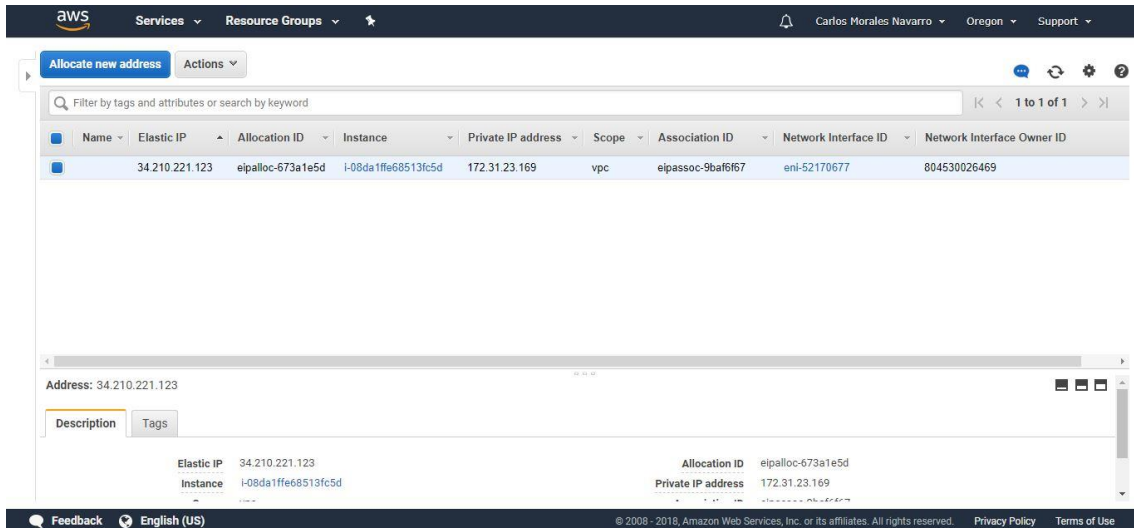 aws Services Resource Groups Carlos Morales Navarro Oregon Support
Allocate new address Actions
Filter by tags and attributes or search by keyword 1 to 1 of 1
Name Elastic IP Allocation ID Instance Private IP address Scope Association ID Network Interface ID Network Interface Owner ID
34.210.221.123 eipalloc-673a1e5d i-08da1ffe68513fc5d 172.31.23.169 vpc eipassoc-9baf6f67 eni-52170677 804530026469
Address: 34.210.221.123
Description Tags
Elastic IP 34.210.221.123 Allocation ID eipalloc-673a1e5d
Instance i-08da1ffe68513fc5d Private IP address 172.31.23.169
Feedback English (US) © 2008 - 2018, Amazon Web Services, Inc. or its affiliates. All rights reserved. Privacy Policy Terms of Use